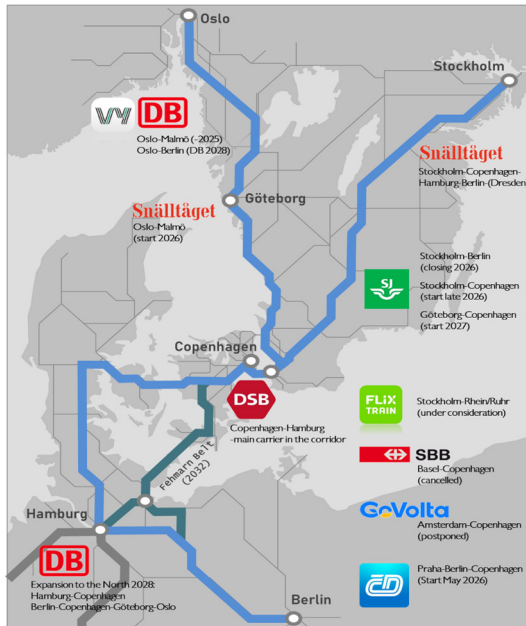 Oslo
Stockholm
VY DB
Oslo-Malmö (-2025)
Oslo-Berlin (DB 2028)
Snälltåget
Stockholm-Copenhagen-
Hamburg-Berlin-(Dresden
Snälltåget
Göteborg
Oslo-Malmö
(start 2026)
SJ
Stockholm-Berlin
(closing 2026)
Stockholm-Copenhagen
(start late 2026)
Göteborg-Copenhagen
(start 2027)
Copenhagen
DSB
Copenhagen-Hamburg
-main carrier in the corridor
FLiX
TRAIN
Stockholm-Rhein/Ruhr
(under consideration)
SBB
Basel-Copenhagen
(cancelled)
Fehmarn Belt
(2032)
GoVolta
Amsterdam-Copenhagen
(postponed)
Hamburg
DB
Expansion to the North 2028:
Hamburg-Copenhagen
Berlin-Copenhagen-Göteborg-Oslo
ČD
Praha-Berlin-Copenhagen
(Start May 2026)
Berlin